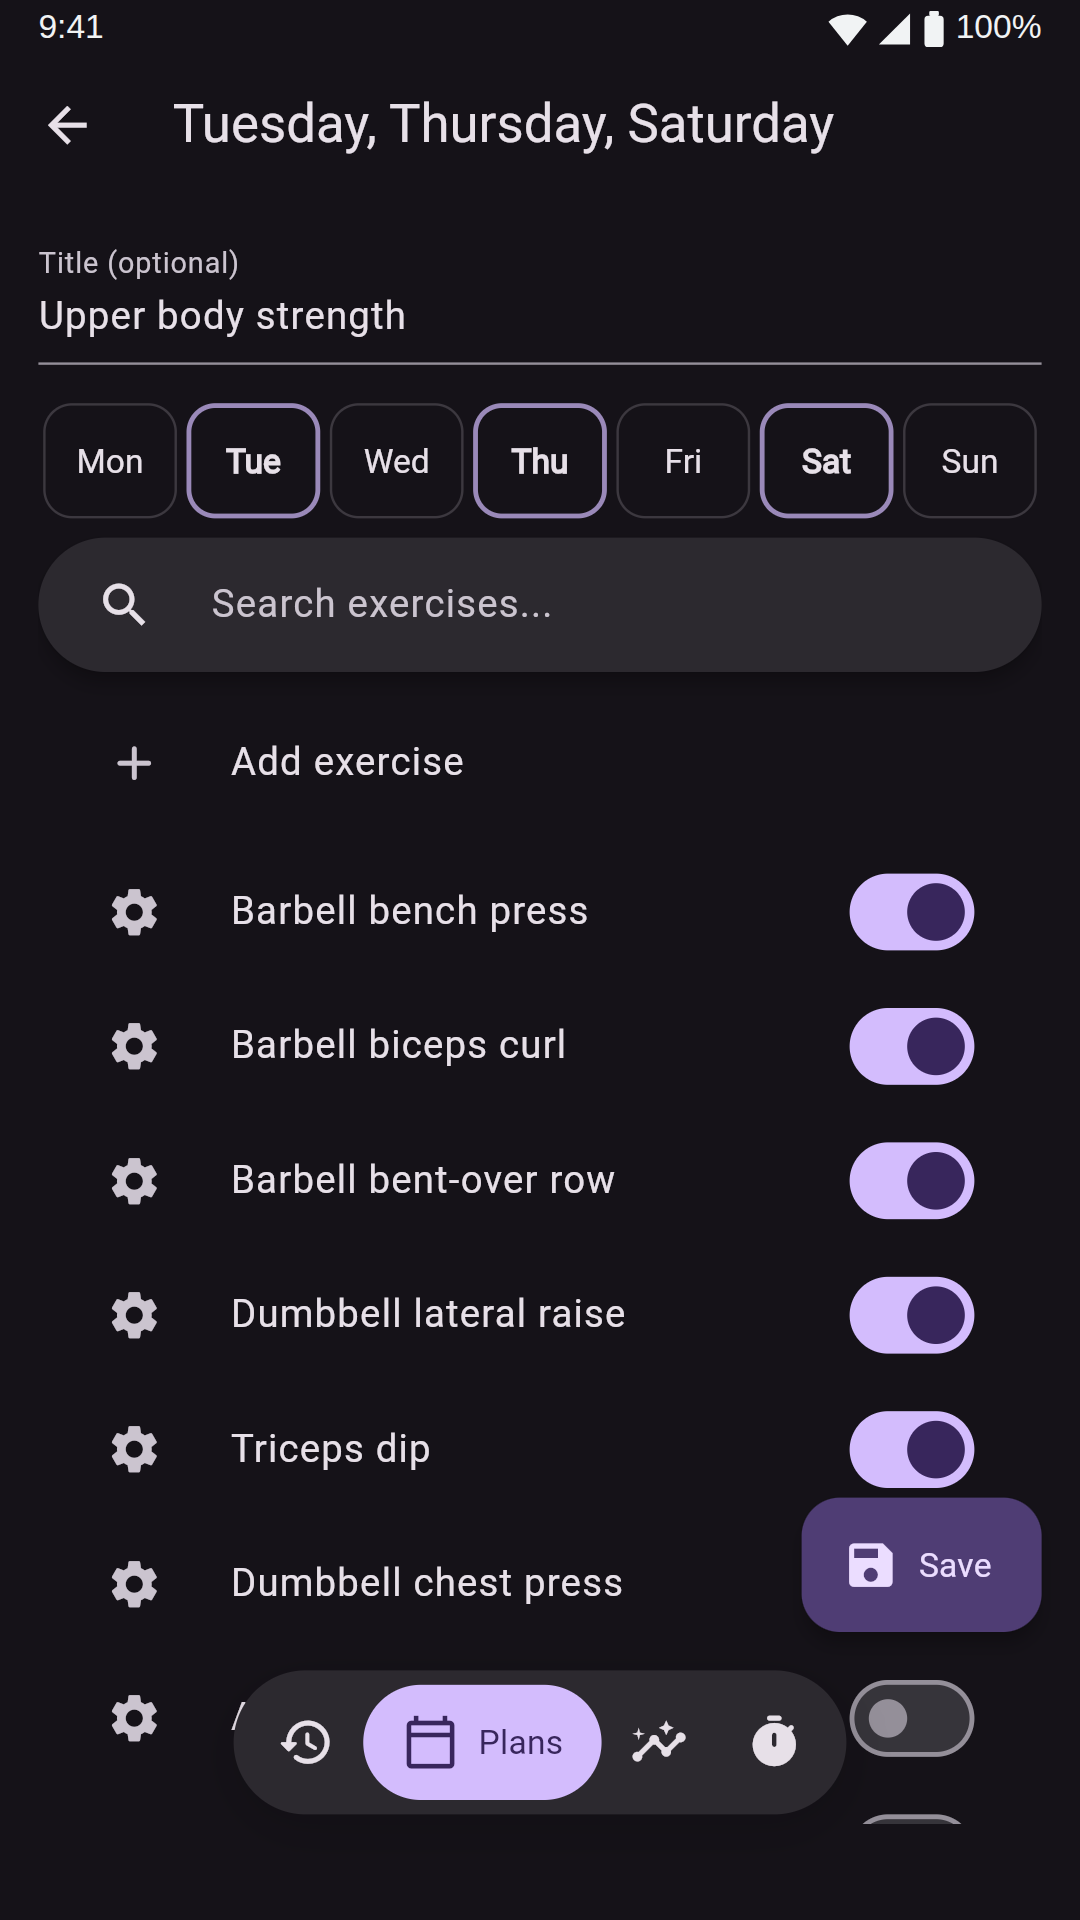 9:41
100%
Tuesday, Thursday, Saturday
Title (optional)
Upper body strength
Mon
Tue
Wed
Thu
Fri
Sat
Sun
Search exercises...
Add exercise
Barbell bench press
Barbell biceps curl
Barbell bent-over row
Dumbbell lateral raise
Triceps dip
Save
Dumbbell chest press
Plans